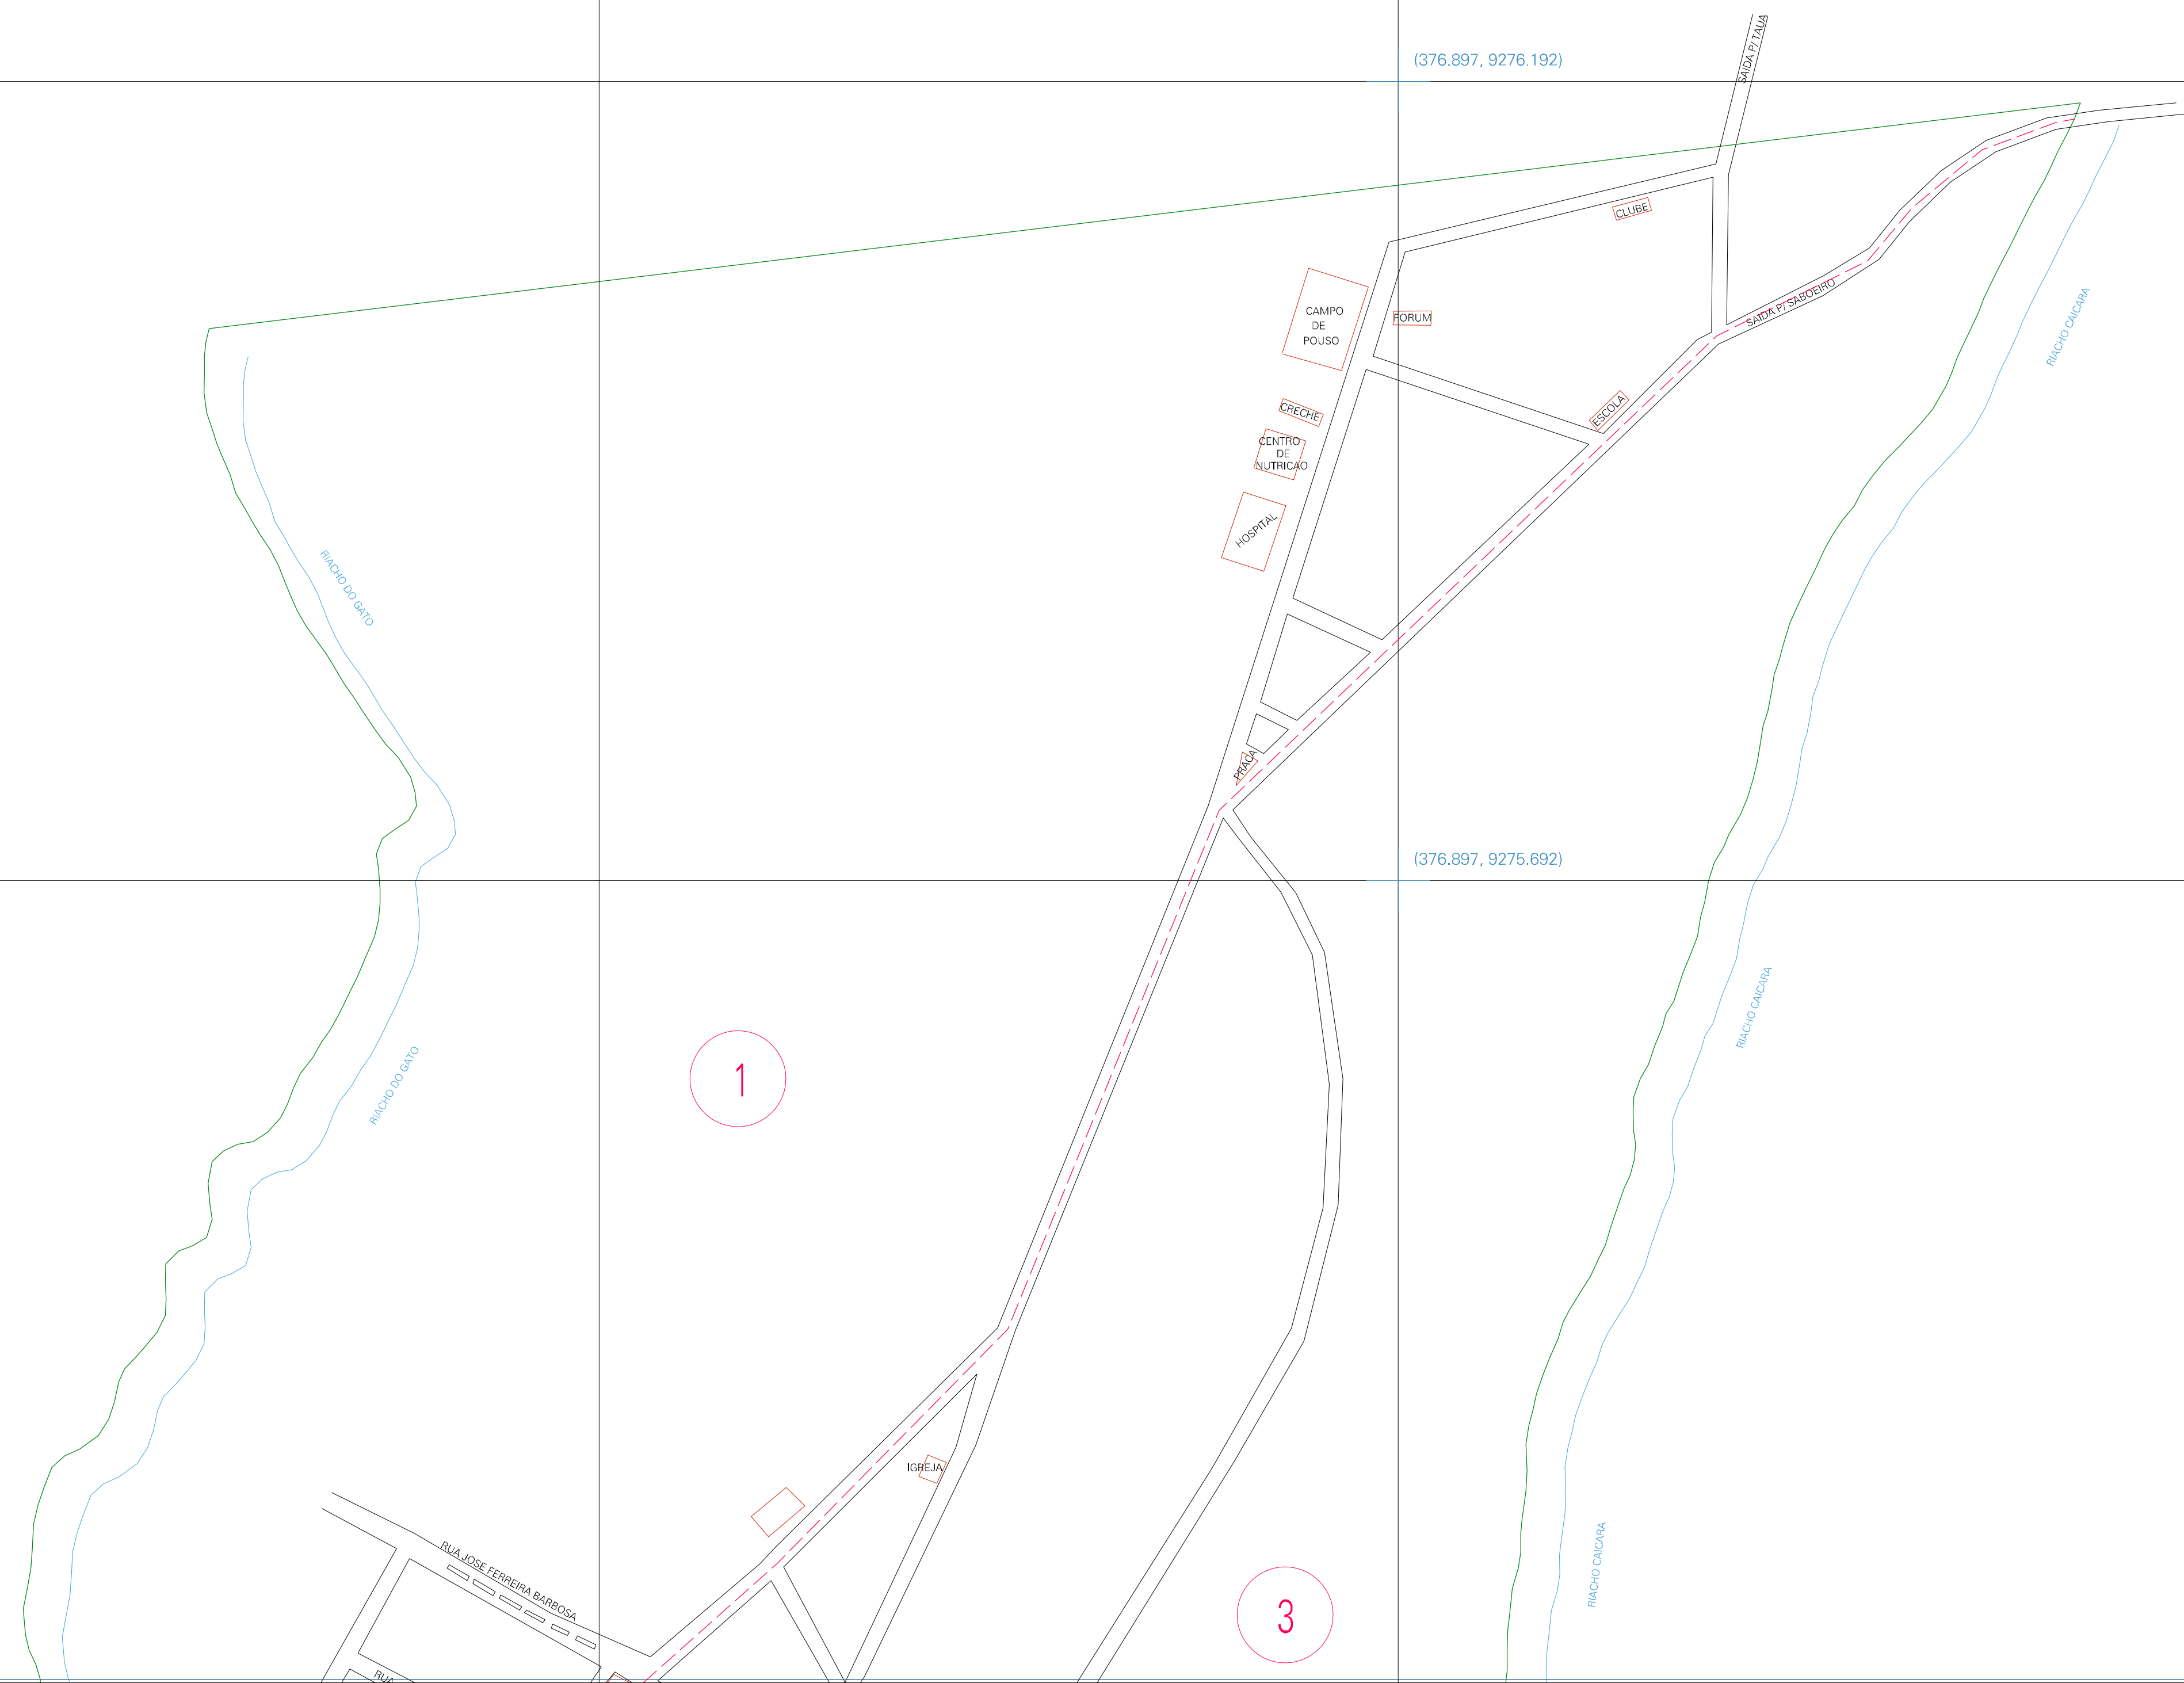 SAIDA P/ TAUA
(376.897, 9276.192)
CLUBE
CAMPO
DE
POUSO
FORUM
SAIDA P/ SABOEIRO
RIACHO CAICARA
CRECHE
ESCOLA
CENTRO
DE
NUTRICAO
HOSPITAL
RIACHO DO GATO
PRACA
(376.897, 9275.692)
RIACHO CAICARA
1
RIACHO DO GATO
IGREJA
RUA JOSE FERREIRA BARBOSA
RIACHO CAICARA
3
RUA